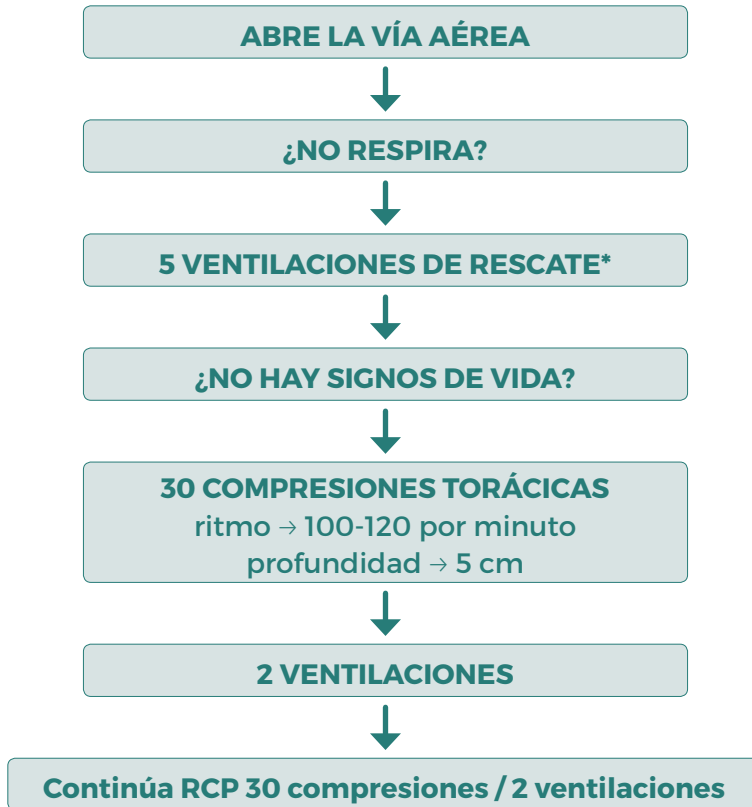 ABRE LA VÍA AÉREA
¿NO RESPIRA?
5 VENTILACIONES DE RESCATE*
¿NO HAY SIGNOS DE VIDA?
30 COMPRESIONES TORÁCICAS
ritmo → 100-120 por minuto
profundidad → 5 cm
2 VENTILACIONES
Continúa RCP 30 compresiones / 2 ventilaciones